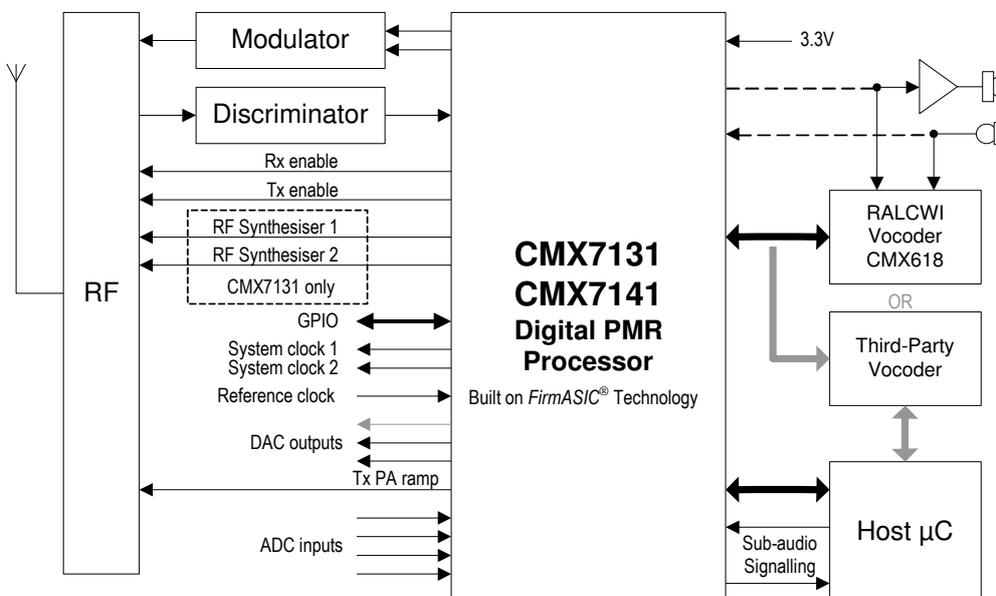 Modulator
3.3V
Discriminator
Rx enable
Tx enable
RF Synthesiser 1
RF Synthesiser 2
CMX7131 only
RF
GPIO
System clock 1
System clock 2
Reference clock
DAC outputs
Tx PA ramp
ADC inputs
CMX7131
CMX7141
Digital PMR
Processor
Built on FirmASIC® Technology
RALCWI
Vocoder
CMX618
OR
Third-Party
Vocoder
Host µC
Sub-audio
Signalling